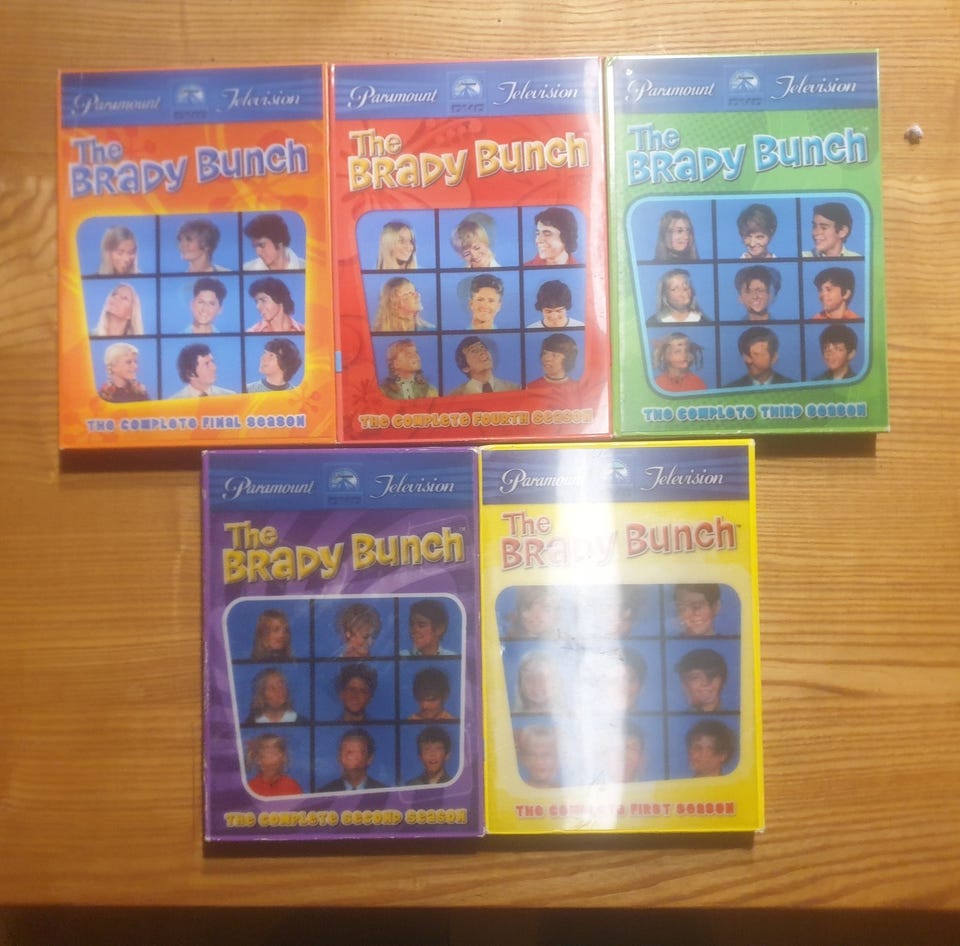 Paramount Television
The BRaDY BUNCH
THE COMPLETE FINAL SEASON
Paramount Television
The BRaDY BUNCH
THE COMPLETE FOURTH SEASON
Paramount Television
The BRaDY BUNCH
THE COMPLETE THIRD SEASON
Paramount Television
The BRaDY BUNCH™
THE COMPLETE SECOND SEASON
Paramount Television
The BRaDY BUNCH™
THE COMPLETE FIRST SEASON